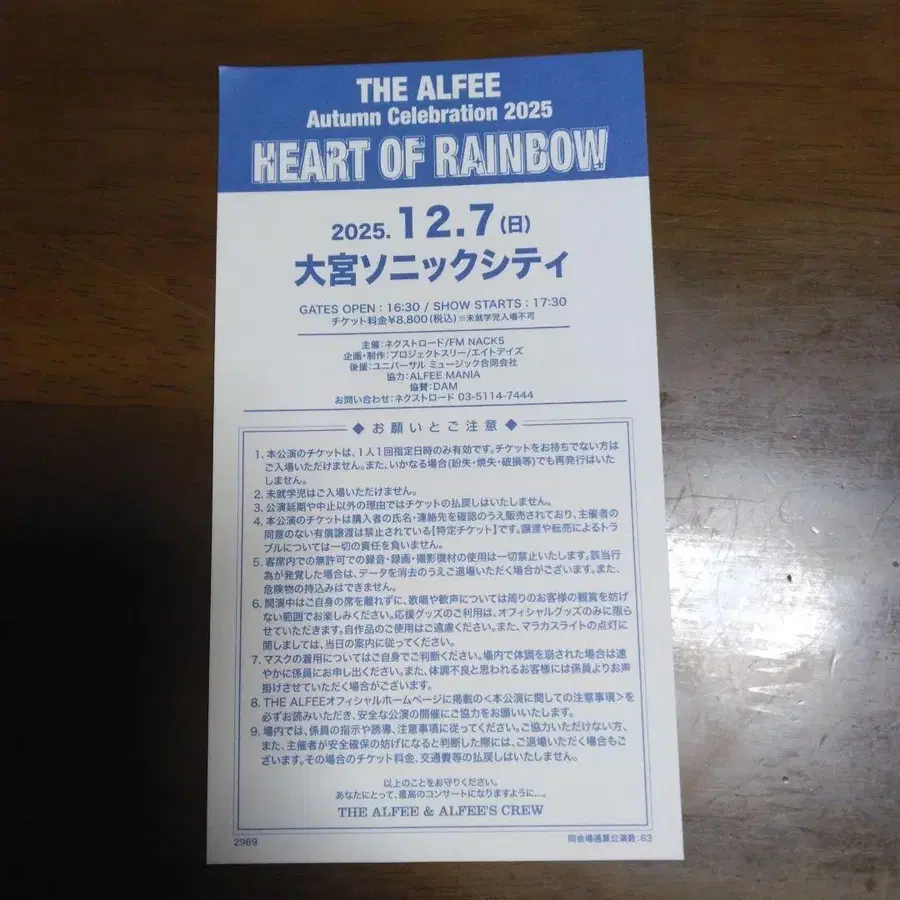 THE ALFEE
Autumn Celebration 2025
HEART OF RAINBOW
2025. 12.7 (日)
大宮ソニックシティ
GATES OPEN : 16:30 / SHOW STARTS : 17:30
チケット料金¥8,800(税込)※未就学児入場不可
主催:ネクストロード/FM NACK5
企画・制作:プロジェクトスリー/エイトデイズ
後援:ユニバーサル ミュージック合同会社
協力:ALFEE MANIA
協賛:DAM
お問い合わせ:ネクストロード 03-5114-7444
◆ お願いとご注意 ◆
1. 本公演のチケットは、1人1回指定日時のみ有効です。チケットをお持ちでない方は
ご入場いただけません。また、いかなる場合(紛失・焼失・破損等)でも再発行はいた
しません。
2. 未就学児はご入場いただけません。
3. 公演延期や中止以外の理由ではチケットの払戻しはいたしません。
4. 本公演のチケットは購入者の氏名・連絡先を確認のうえ販売されており、主催者の
同意のない有償譲渡は禁止されている【特定チケット】です。譲渡や転売によるトラ
ブルについては一切の責任を負いません。
5. 客席内での無許可での録音・録画・撮影機材の使用は一切禁止いたします。該当行
為が発覚した場合は、データを消去のうえご退場いただく場合がございます。また、
危険物の持込みはできません。
6. 開演中はご自身の席を離れずに、歌唱や歓声については周りのお客様の観賞を妨げ
ない範囲でお楽しみください。応援グッズのご利用は、オフィシャルグッズのみに限ら
せていただきます。自作品のご使用はご遠慮ください。また、マラカスライトの点灯に
関しましては、当日の案内に従ってください。
7. マスクの着用についてはご自身でご判断ください。場内で体調を崩された場合は速
やかに係員にお申し出ください。また、体調不良と思われるお客様には係員よりお声
掛けさせていただく場合がございます。
8. THE ALFEEオフィシャルホームページに掲載の<本公演に関しての注意事項>を
必ずお読みいただき、安全な公演の開催にご協力をお願いいたします。
9. 場内では、係員の指示や誘導、注意事項に従ってください。ご協力いただけない方、
また、主催者が安全確保の妨げになると判断した際には、ご退場いただく場合もござ
います。その場合のチケット料金、交通費等の払戻しはいたしません。
以上のことをお守りください。
あなたにとって、最高のコンサートになりますように…。
THE ALFEE & ALFEE'S CREW
2989
同会場通算公演数:63